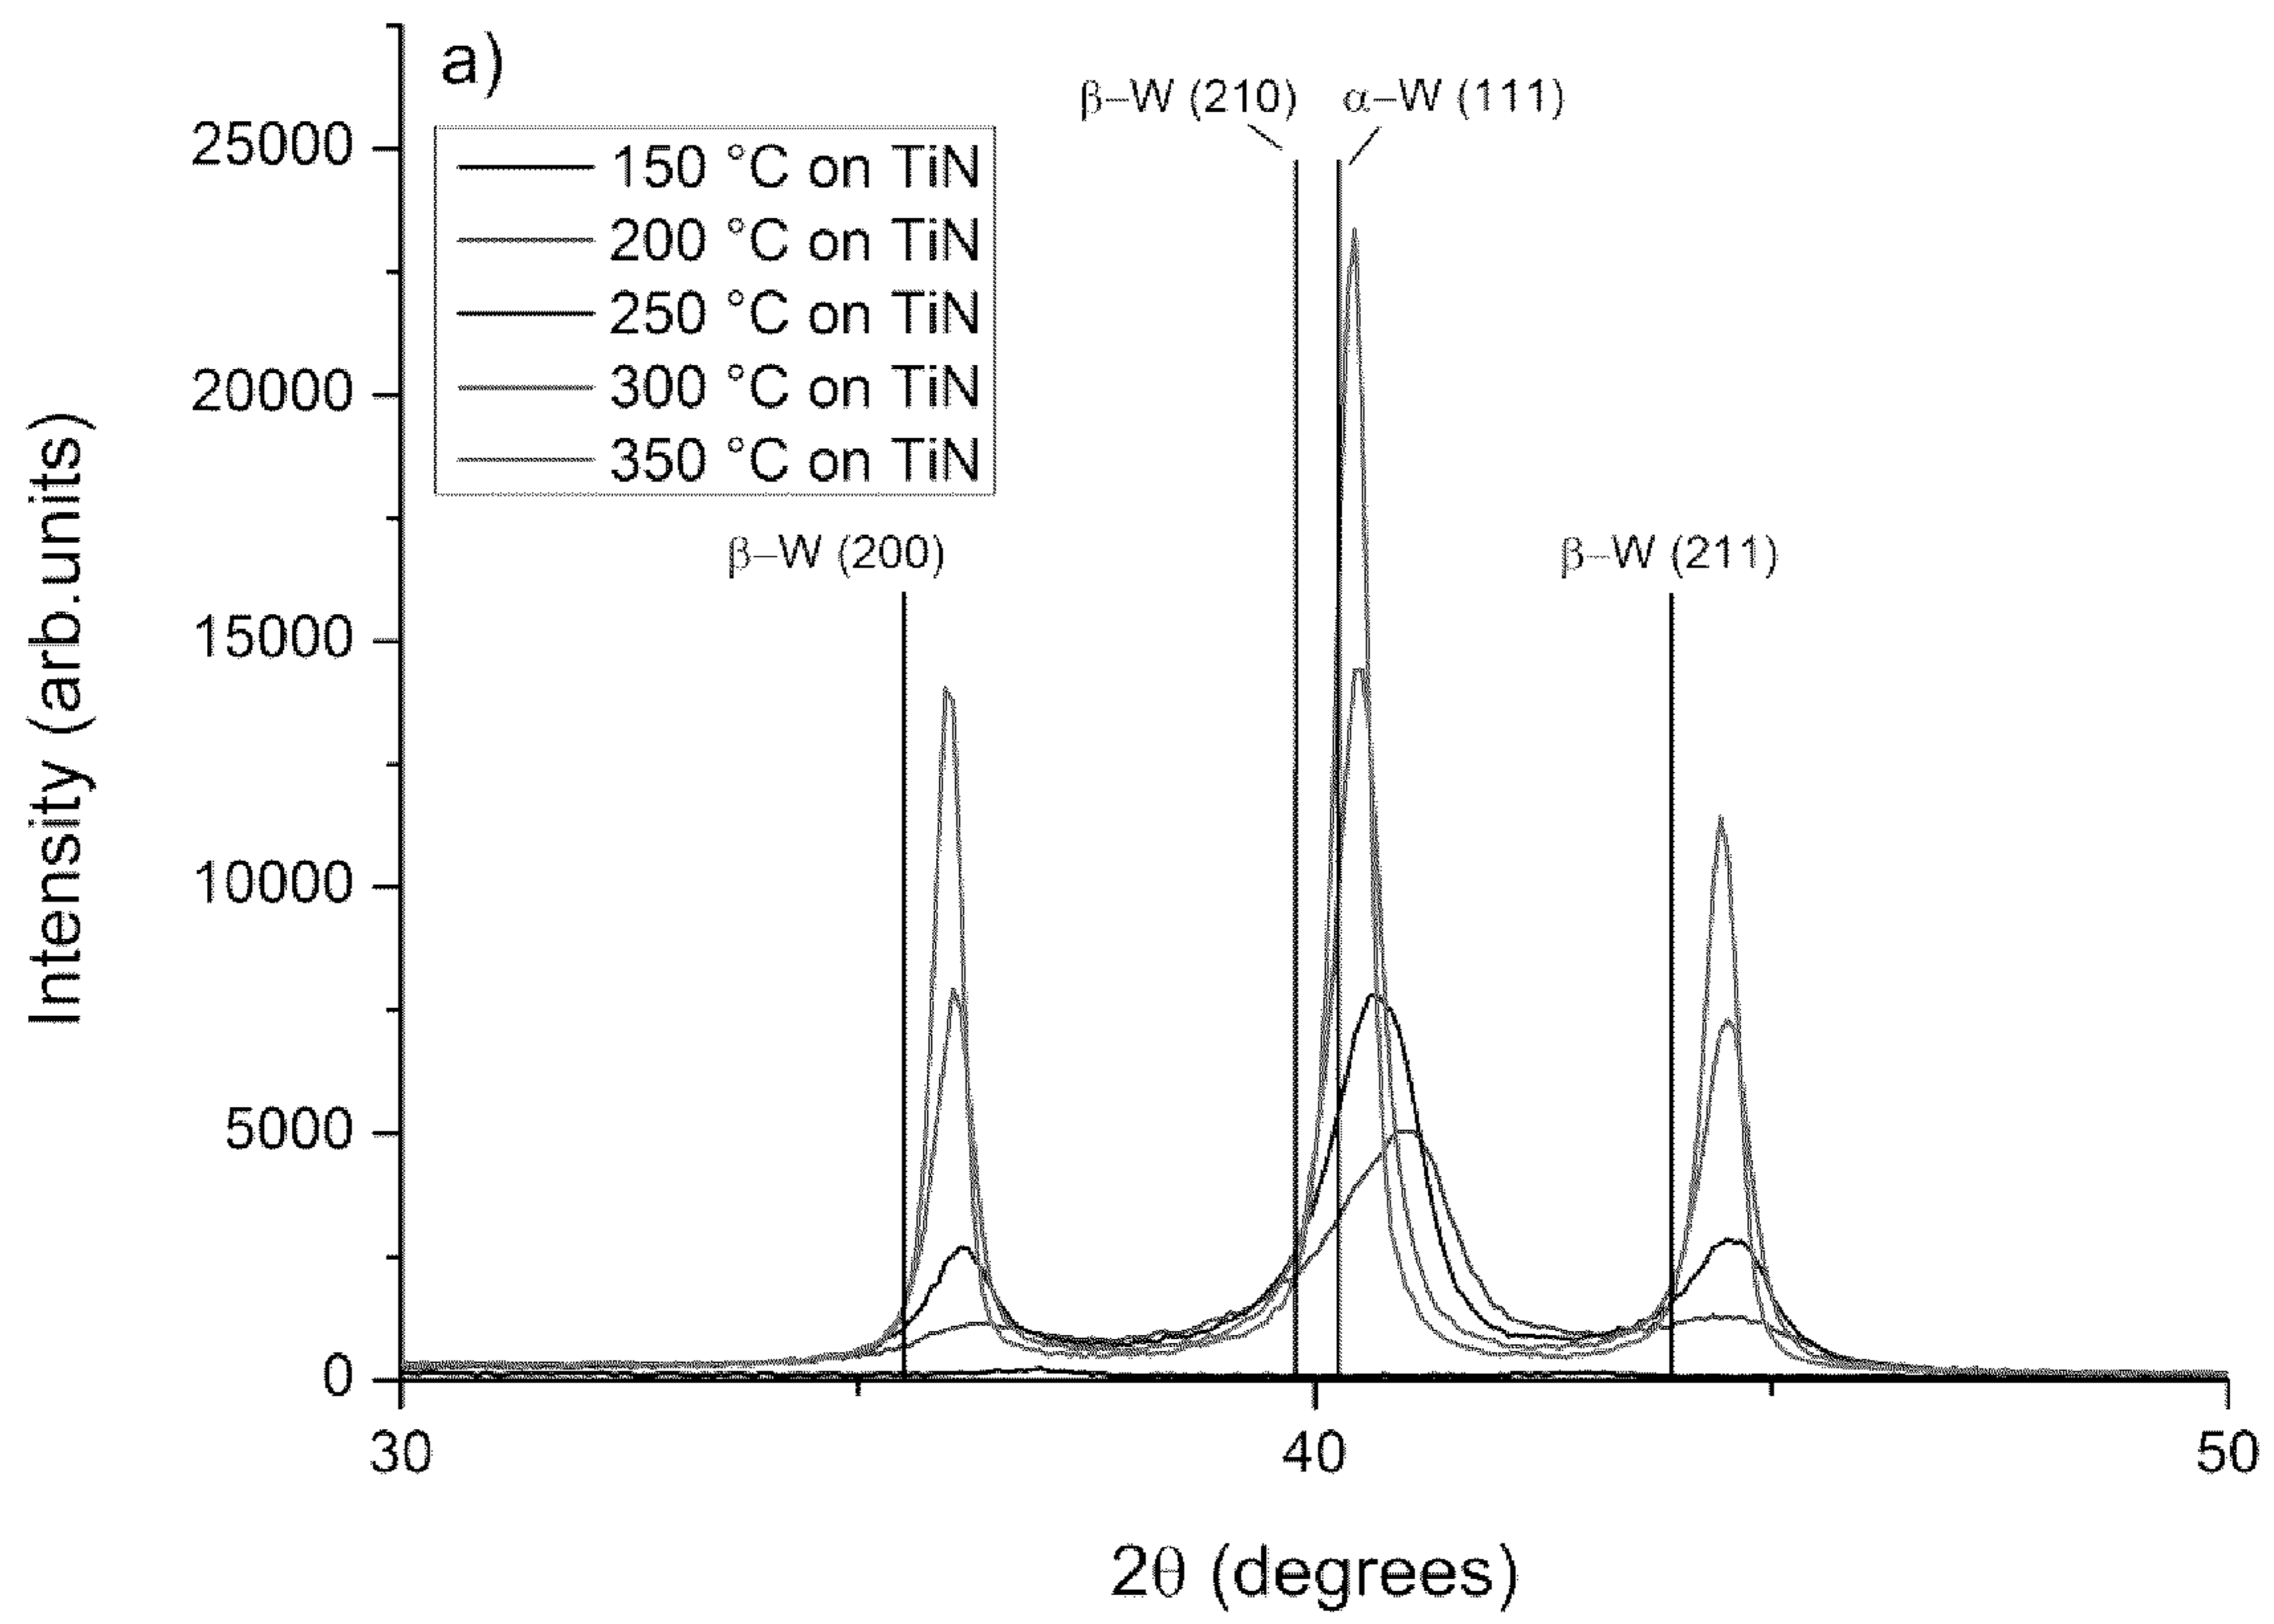 a)
β–W (210)
α–W (111)
25000
150 °C on TiN
200 °C on TiN
250 °C on TiN
300 °C on TiN
350 °C on TiN
20000
β–W (200)
β–W (211)
15000
10000
5000
0
Intensity (arb.units)
30
40
50
2θ (degrees)